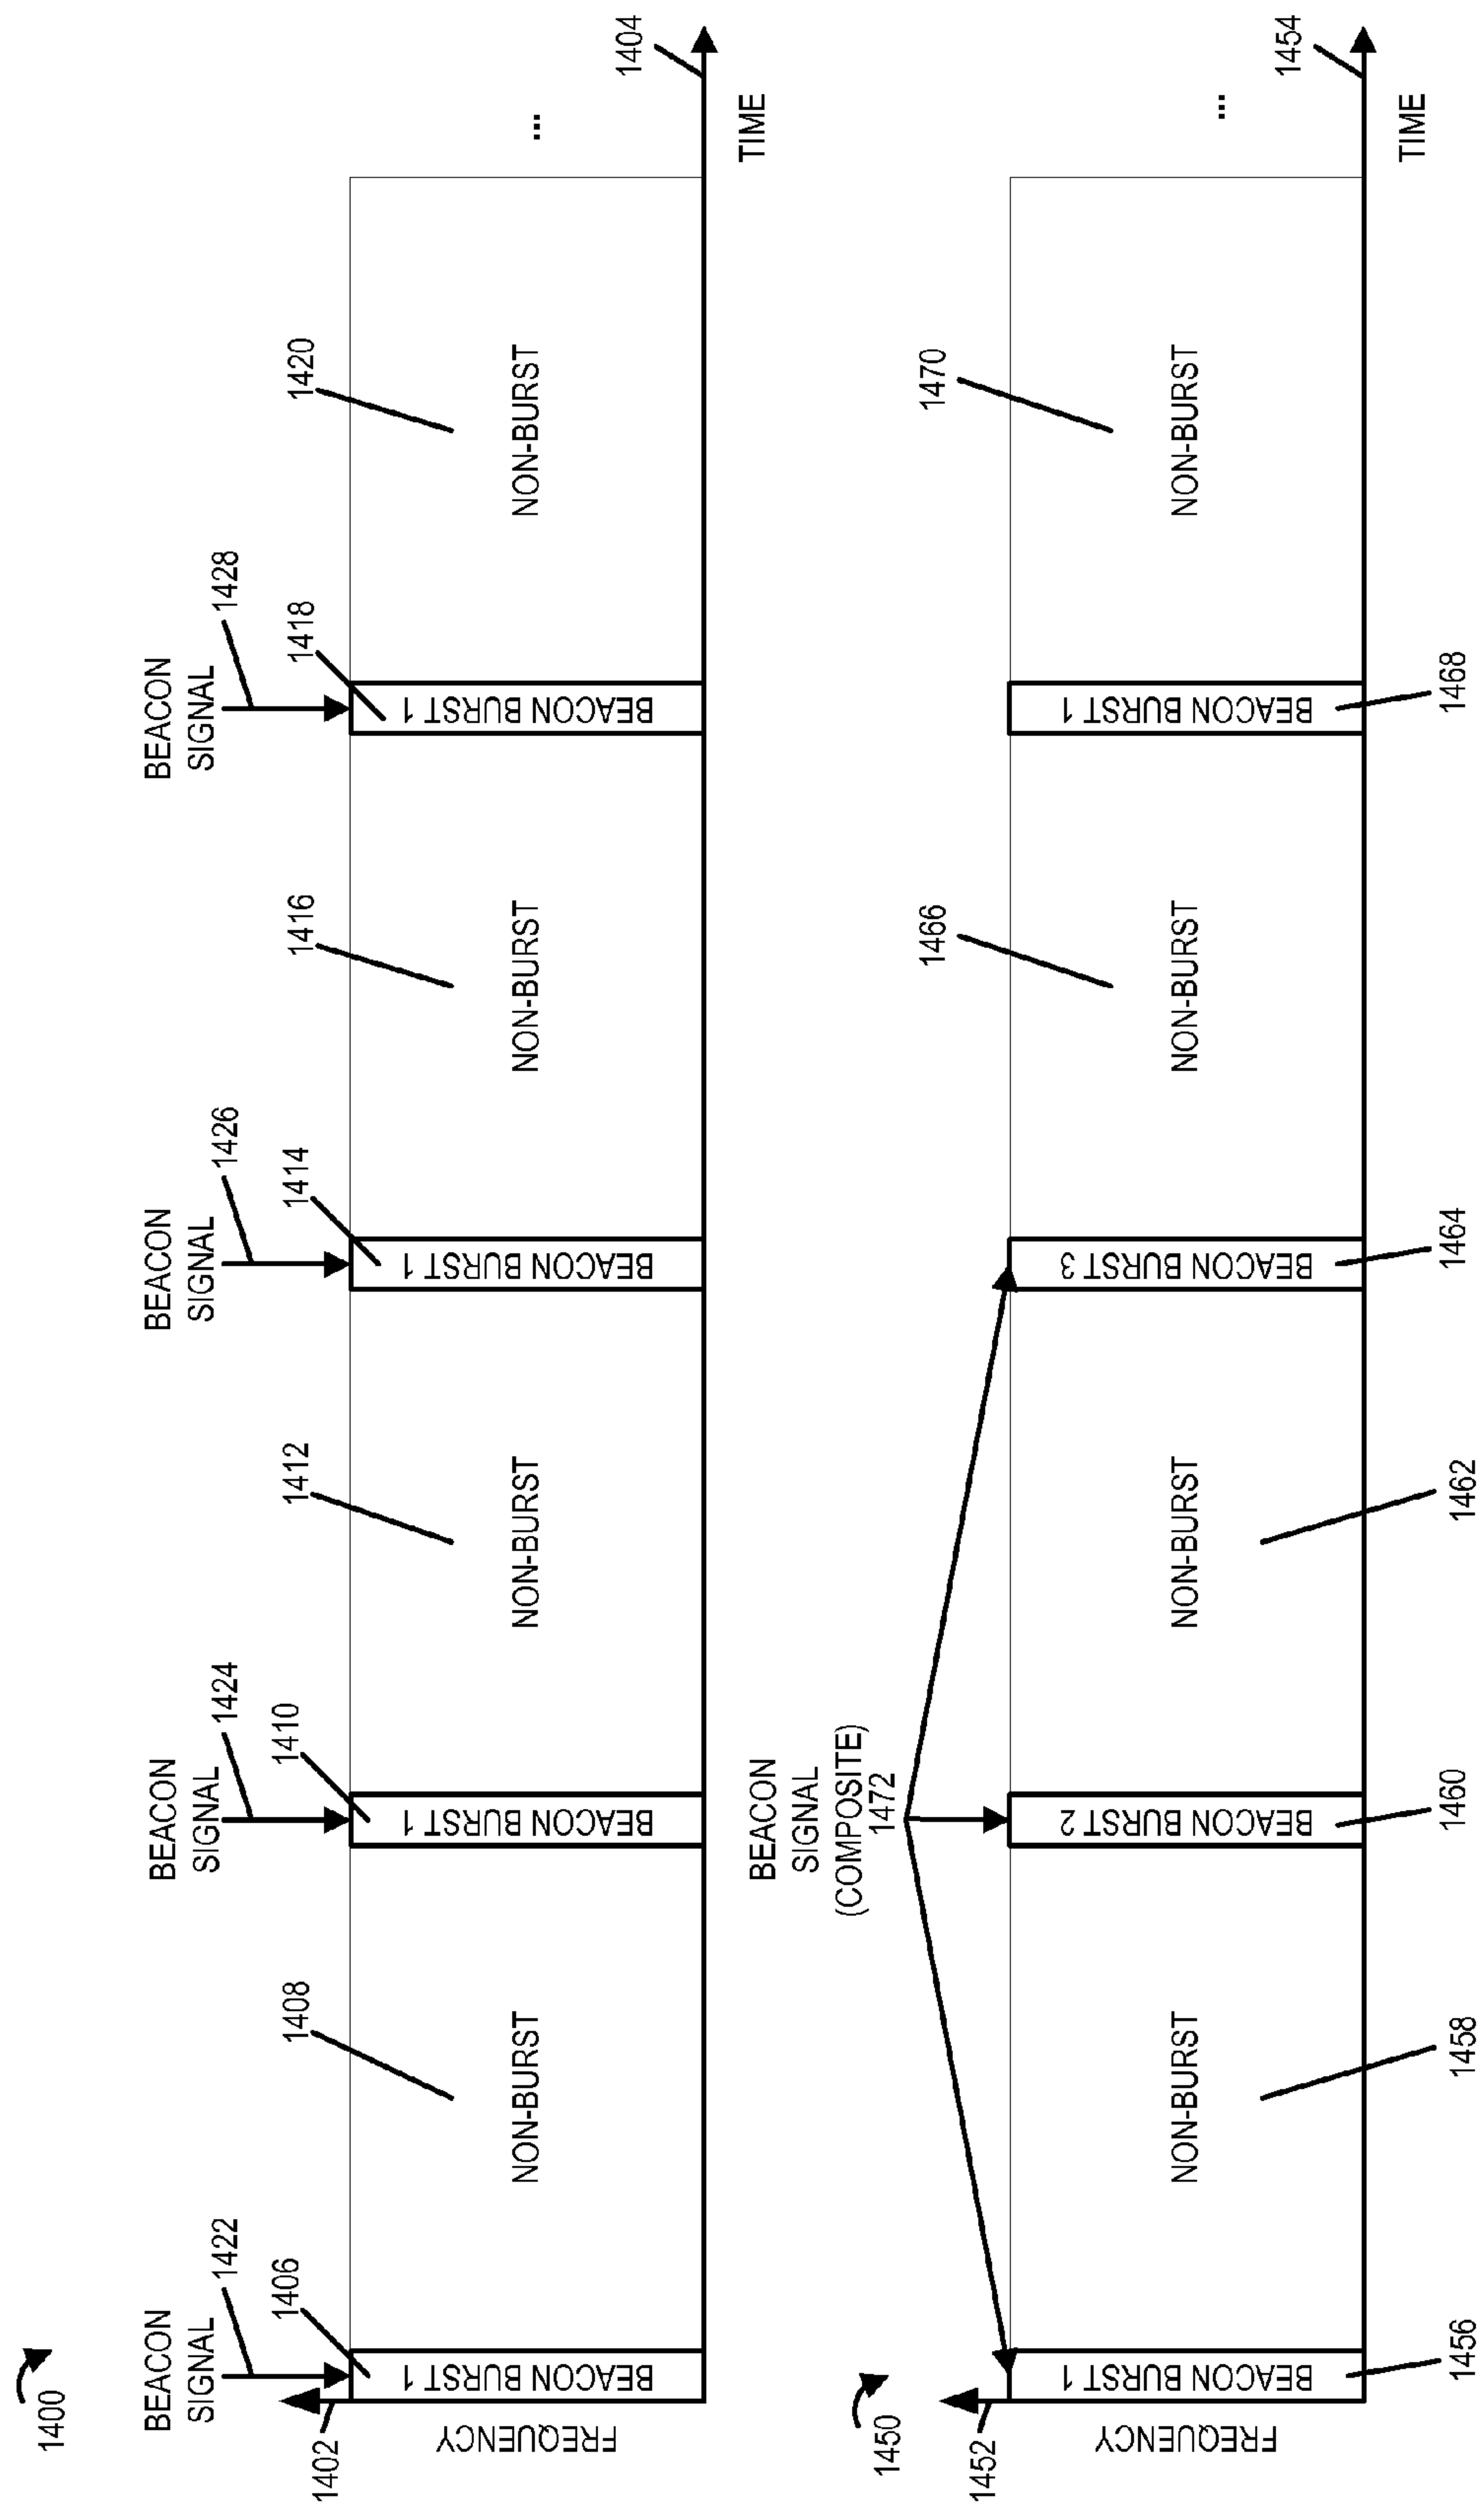 1400
BEACON
SIGNAL
1422
BEACON
SIGNAL
1424
BEACON
SIGNAL
1426
BEACON
SIGNAL
1428
1402
1406
1408
1410
1412
1414
1416
1418
1420
FREQUENCY
BEACON BURST 1
NON-BURST
BEACON BURST 1
NON-BURST
BEACON BURST 1
NON-BURST
BEACON BURST 1
NON-BURST
...
1404
TIME
1450
BEACON
SIGNAL
(COMPOSITE)
1472
1452
1466
1470
FREQUENCY
BEACON BURST 1
NON-BURST
BEACON BURST 2
NON-BURST
BEACON BURST 3
NON-BURST
BEACON BURST 1
NON-BURST
...
1454
TIME
1456
1458
1460
1462
1464
1468